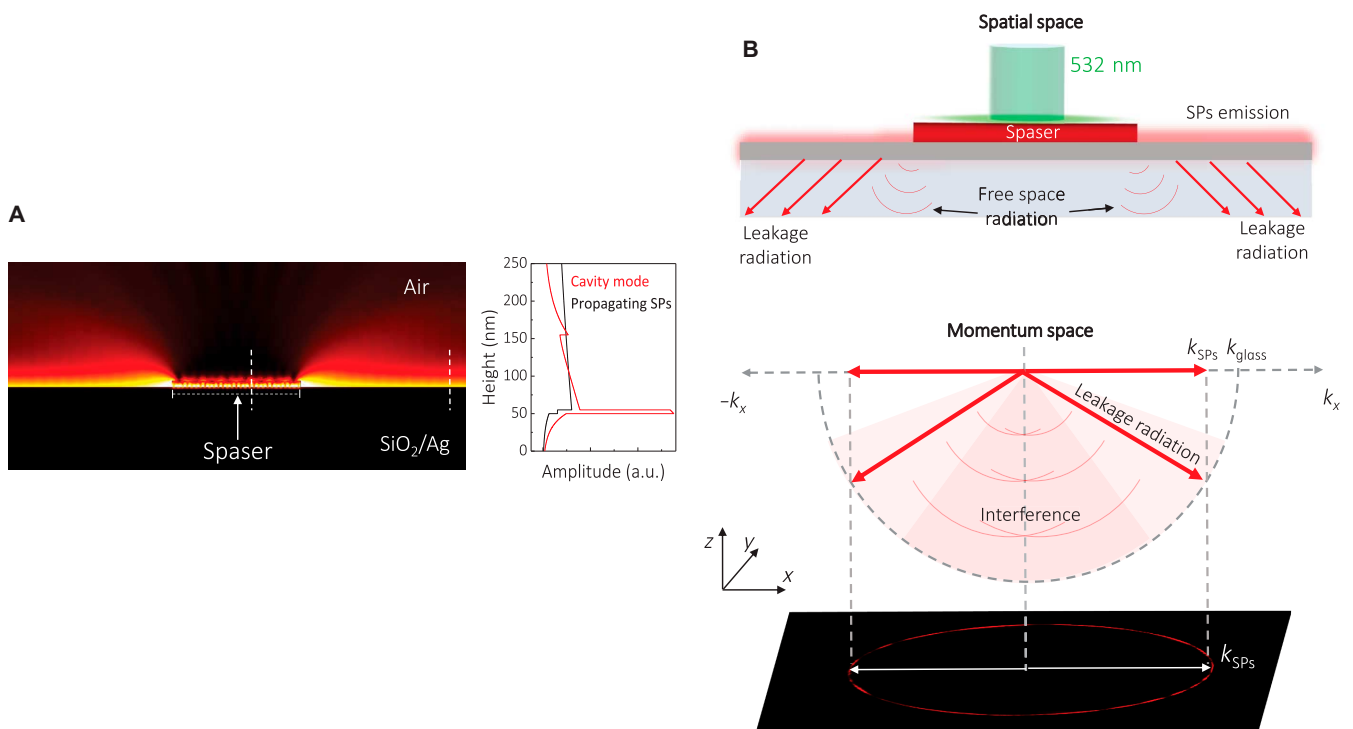 A
Air
Spaser
SiO₂/Ag
250
200
150
100
50
0
Height (nm)
Cavity mode
Propagating SPs
Amplitude (a.u.)
B
Spatial space
532 nm
SPs emission
Spaser
Free space
radiation
Leakage
radiation
Leakage
radiation
Momentum space
kSPs
kglass
–kx
kx
Leakage radiation
Interference
z
y
x
kSPs